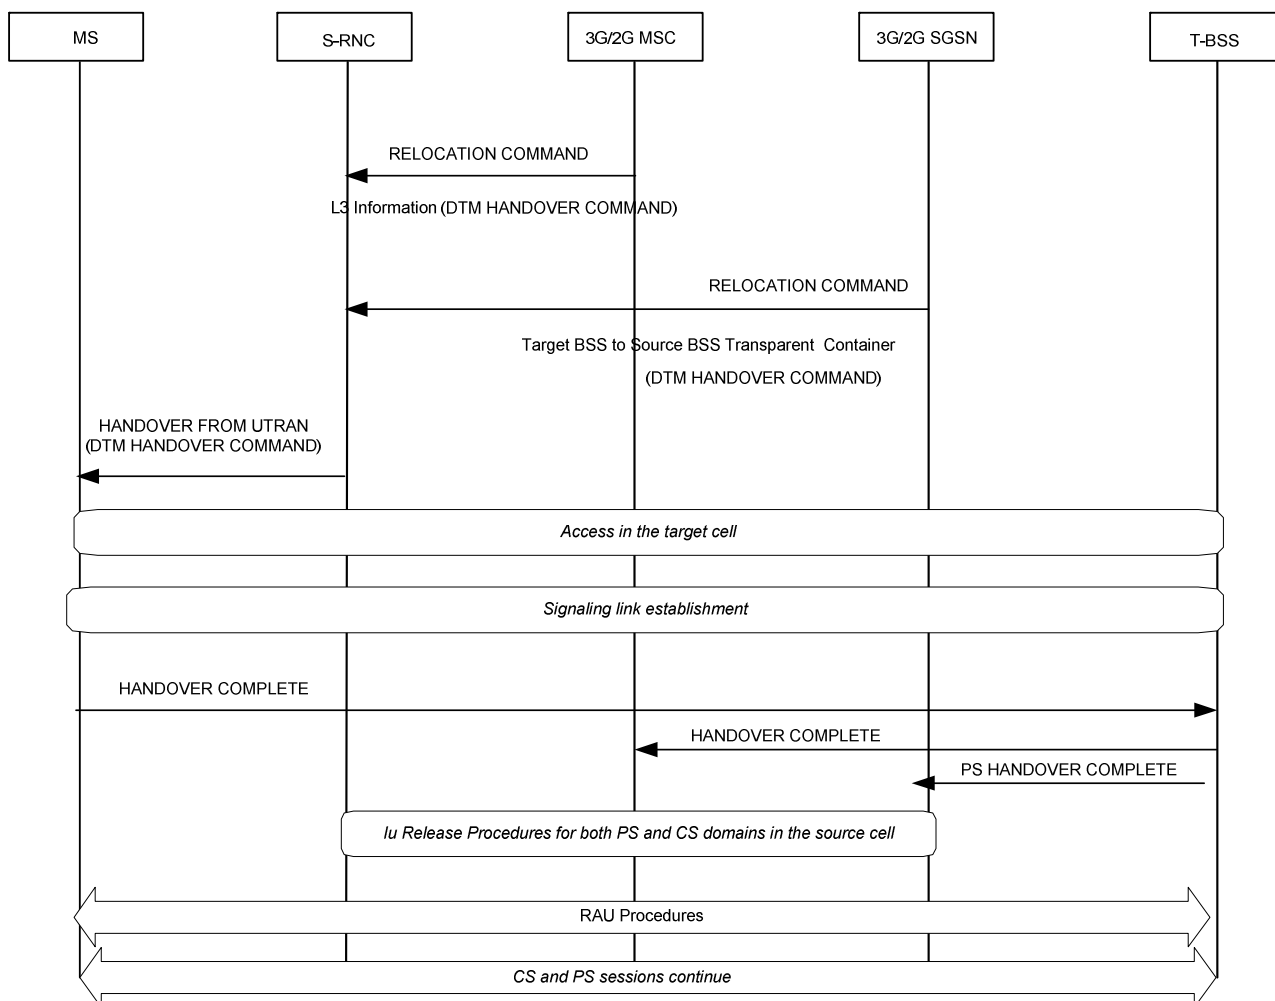 MS
S-RNC
3G/2G MSC
3G/2G SGSN
T-BSS
RELOCATION COMMAND
L3 Information (DTM HANDOVER COMMAND)
RELOCATION COMMAND
Target BSS to Source BSS Transparent Container
(DTM HANDOVER COMMAND)
HANDOVER FROM UTRAN
(DTM HANDOVER COMMAND)
Access in the target cell
Signaling link establishment
HANDOVER COMPLETE
HANDOVER COMPLETE
PS HANDOVER COMPLETE
Iu Release Procedures for both PS and CS domains in the source cell
RAU Procedures
CS and PS sessions continue